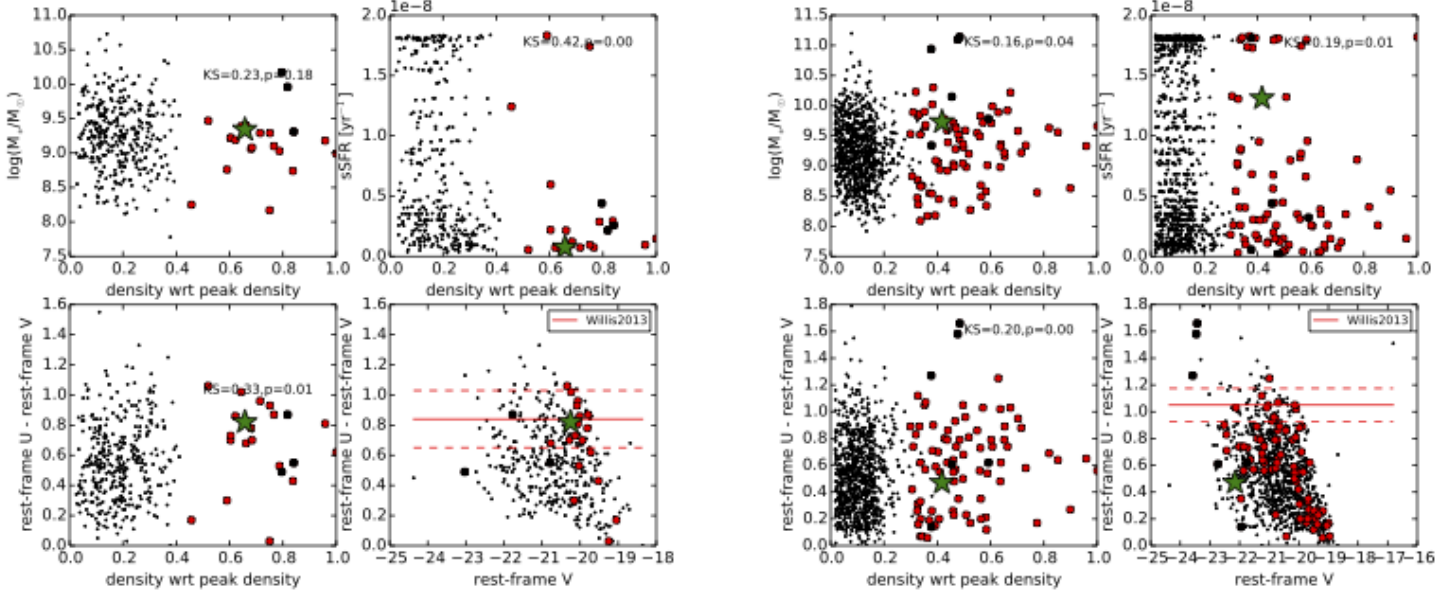 1e−8
1e−8
11.0
10.5
10.0
9.5
9.0
8.5
8.0
7.5
log(M*/M☉)
KS=0.23,p=0.18
0.0 0.2 0.4 0.6 0.8 1.0
density wrt peak density
2.0
1.5
1.0
0.5
0.0
sSFR [yr⁻¹]
KS=0.42,p=0.00
0.0 0.2 0.4 0.6 0.8 1.0
density wrt peak density
11.5
11.0
10.5
10.0
9.5
9.0
8.5
8.0
7.5
log(M*/M☉)
KS=0.16,p=0.04
0.0 0.2 0.4 0.6 0.8 1.0
density wrt peak density
2.0
1.5
1.0
0.5
0.0
sSFR [yr⁻¹]
KS=0.19,p=0.01
0.0 0.2 0.4 0.6 0.8 1.0
density wrt peak density
1.6
1.4
1.2
1.0
0.8
0.6
0.4
0.2
0.0
rest-frame U - rest-frame V
KS=0.33,p=0.01
0.0 0.2 0.4 0.6 0.8 1.0
density wrt peak density
1.6
1.4
1.2
1.0
0.8
0.6
0.4
0.2
0.0
rest-frame U - rest-frame V
Willis2013
−25 −24 −23 −22 −21 −20 −19 −18
rest-frame V
1.8
1.6
1.4
1.2
1.0
0.8
0.6
0.4
0.2
0.0
rest-frame U - rest-frame V
KS=0.20,p=0.00
0.0 0.2 0.4 0.6 0.8 1.0
density wrt peak density
1.8
1.6
1.4
1.2
1.0
0.8
0.6
0.4
0.2
0.0
rest-frame U - rest-frame V
Willis2013
−25−24−23−22−21−20−19−18−17−16
rest-frame V